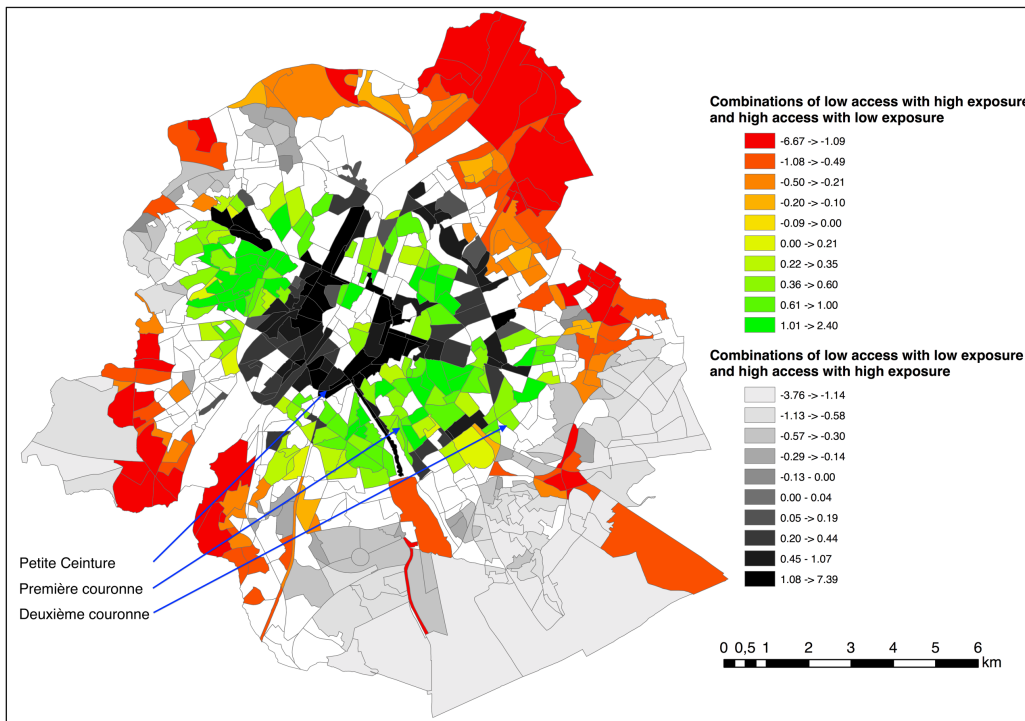 Combinations of low access with high exposure
and high access with low exposure
-6.67 -> -1.09
-1.08 -> -0.49
-0.50 -> -0.21
-0.20 -> -0.10
-0.09 -> 0.00
0.00 -> 0.21
0.22 -> 0.35
0.36 -> 0.60
0.61 -> 1.00
1.01 -> 2.40
Combinations of low access with low exposure
and high access with high exposure
-3.76 -> -1.14
-1.13 -> -0.58
-0.57 -> -0.30
-0.29 -> -0.14
-0.13 - 0.00
0.00 - 0.04
0.05 -> 0.19
0.20 -> 0.44
0.45 - 1.07
1.08 -> 7.39
Petite Ceinture
Première couronne
Deuxième couronne
0 0,5 1 2 3 4 5 6
km